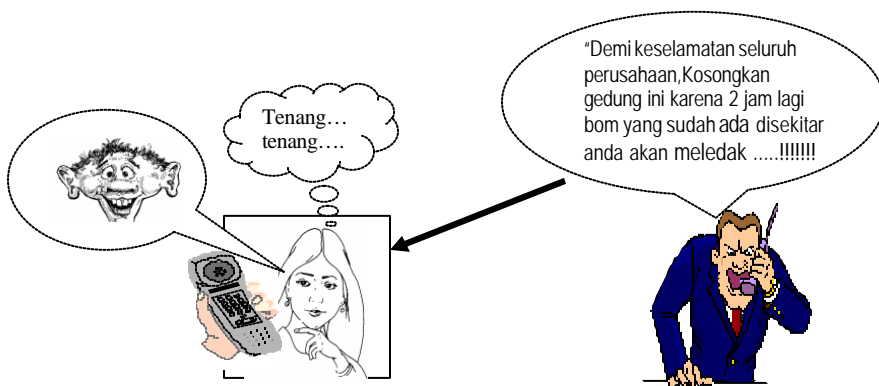 Tenang…
tenang….
“Demi keselamatan seluruh
perusahaan,Kosongkan
gedung ini karena 2 jam lagi
bom yang sudah ada disekitar
anda akan meledak .....!!!!!!!